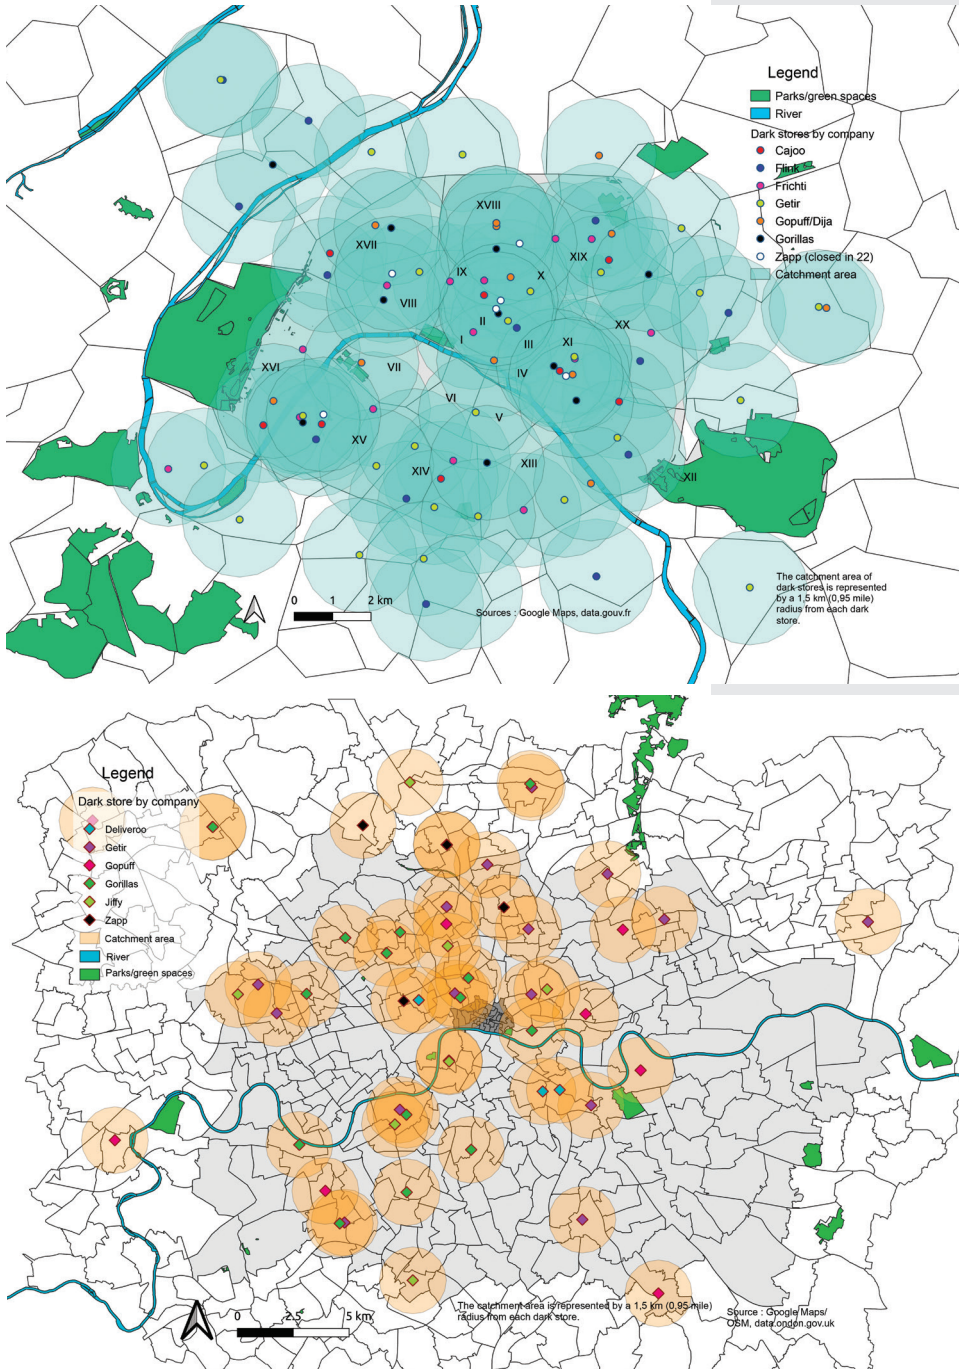 Legend
Parks/green spaces
River
Dark stores by company
Cajoo
Flink
Frichti
Getir
Gopuff/Dija
Gorillas
Zapp (closed in 22)
Catchment area
XVIII
XVII
XIX
IX
X
VIII
II
XX
I
III
XI
XVI
VII
IV
VI
V
XV
XIV
XIII
XII
0 1 2 km
Sources : Google Maps, data.gouv.fr
The catchment area of
dark stores is represented
by a 1,5 km (0,95 mile)
radius from each dark
store.
Legend
Dark store by company
Deliveroo
Getir
Gopuff
Gorillas
Jiffy
Zapp
Catchment area
River
Parks/green spaces
0 2.5 5 km
The catchment area is represented by a 1,5 km (0,95 mile)
radius from each dark store.
Source : Google Maps/
OSM, data.ondon.gov.uk